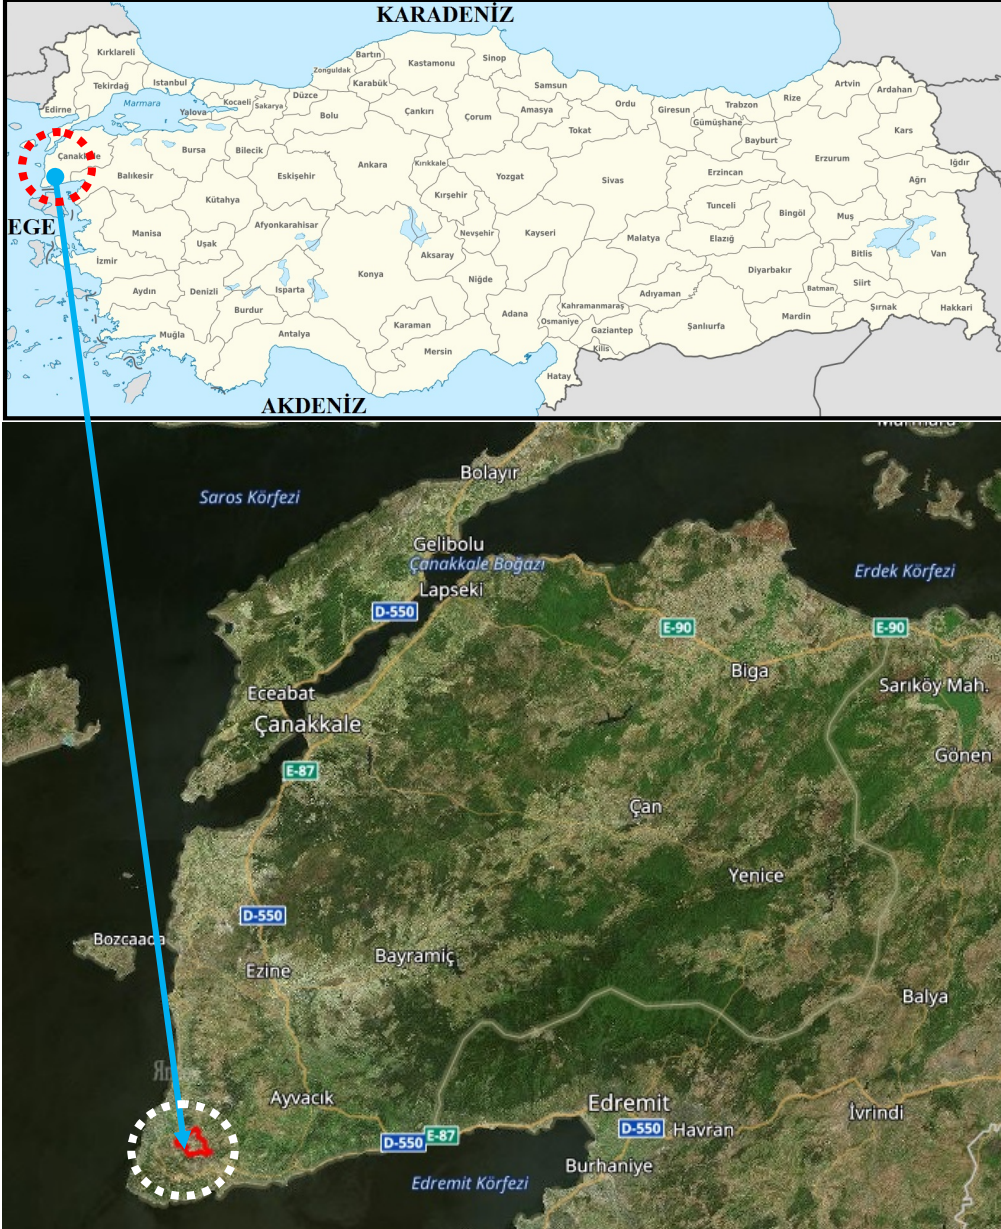 KARADENİZ
Kırklareli
Bartın
Sinop
Kastamonu
Zonguldak
Karabük
Tekirdağ
Istanbul
Samsun
Artvin
Ardahan
Edirne
Marmara
Yalova
Kocaeli
Sakarya
Düzce
Bolu
Çankırı
Çorum
Amasya
Ordu
Giresun
Trabzon
Rize
Gümüşhane
Tokat
Bayburt
Kars
Çanakkale
Bursa
Bilecik
Ankara
Kırıkkale
Erzurum
Iğdır
Balıkesir
Eskişehir
Yozgat
Sivas
Erzincan
Ağrı
Kütahya
Kırşehir
Tunceli
Bingöl
Muş
EGE
Manisa
Uşak
Afyonkarahisar
Nevşehir
Kayseri
Malatya
Elazığ
Bitlis
Van
İzmir
Aksaray
Konya
Niğde
Diyarbakır
Batman
Siirt
Aydın
Denizli
Isparta
Burdur
Kahramanmaraş
Adıyaman
Şırnak
Hakkari
Muğla
Antalya
Karaman
Adana
Osmaniye
Gaziantep
Şanlıurfa
Mardin
Mersin
Kilis
Hatay
AKDENİZ
Marmara
Bolayır
Saros Körfezi
Gelibolu
Çanakkale Boğazı
Erdek Körfezi
Lapseki
D-550
E-90
E-90
Biga
Sarıköy Mah.
Eceabat
Çanakkale
Gönen
E-87
Çan
Yenice
D-550
Bozcaada
Bayramiç
Ezine
Balya
Ayvacık
Edremit
İvrindi
D-550
E-87
D-550
Havran
Burhaniye
Edremit Körfezi